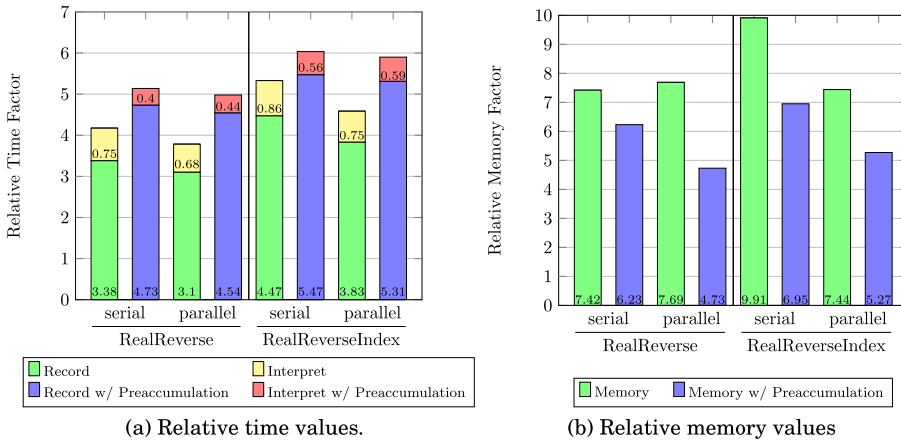 Relative Time Factor
7
6
5
4
3
2
1
0
0.75
0.4
0.68
0.44
0.86
0.56
0.75
0.59
3.38
4.73
3.1
4.54
4.47
5.47
3.83
5.31
serial parallel serial parallel
RealReverse RealReverseIndex
Record Interpret
Record w/ Preaccumulation Interpret w/ Preaccumulation
(a) Relative time values.
Relative Memory Factor
10
9
8
7
6
5
4
3
2
1
0
7.42 6.23 7.69 4.73 9.91 6.95 7.44 5.27
serial parallel serial parallel
RealReverse RealReverseIndex
Memory Memory w/ Preaccumulation
(b) Relative memory values